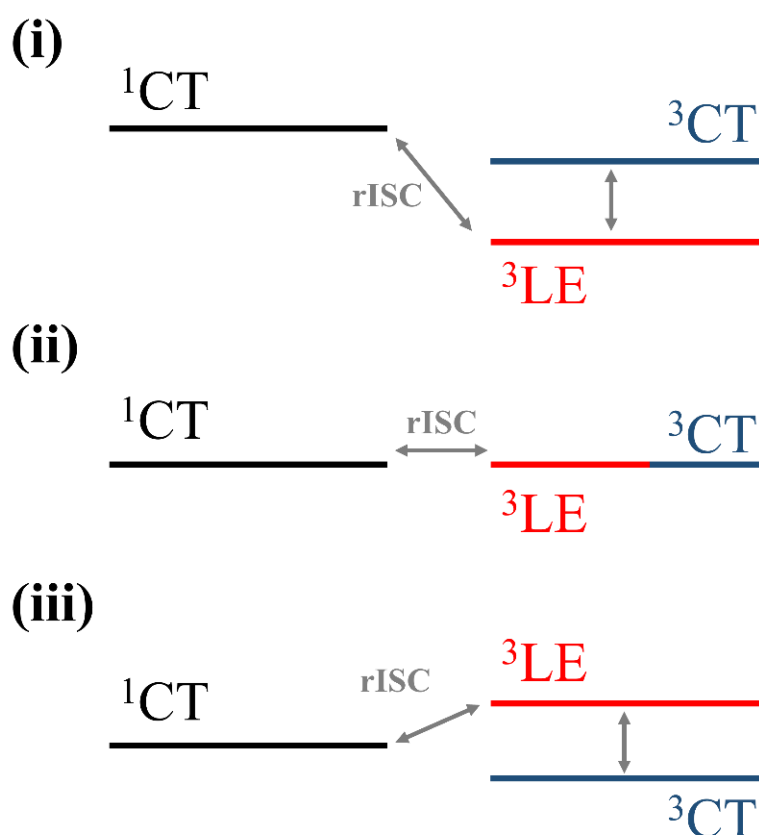 (i)
¹CT
³CT
rISC
³LE
(ii)
¹CT
rISC
³CT
³LE
(iii)
³LE
rISC
¹CT
³CT